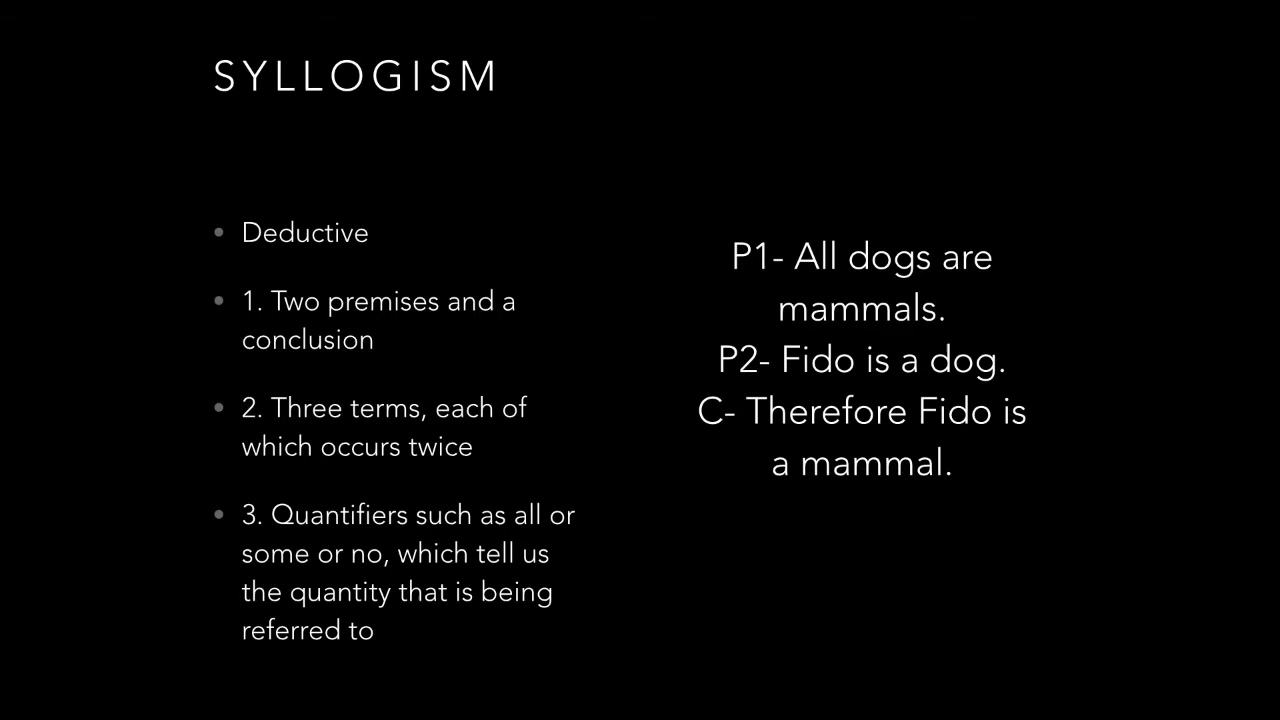 SYLLOGISM
• Deductive
• 1. Two premises and a
conclusion
• 2. Three terms, each of
which occurs twice
• 3. Quantifiers such as all or
some or no, which tell us
the quantity that is being
referred to
P1- All dogs are
mammals.
P2- Fido is a dog.
C- Therefore Fido is
a mammal.